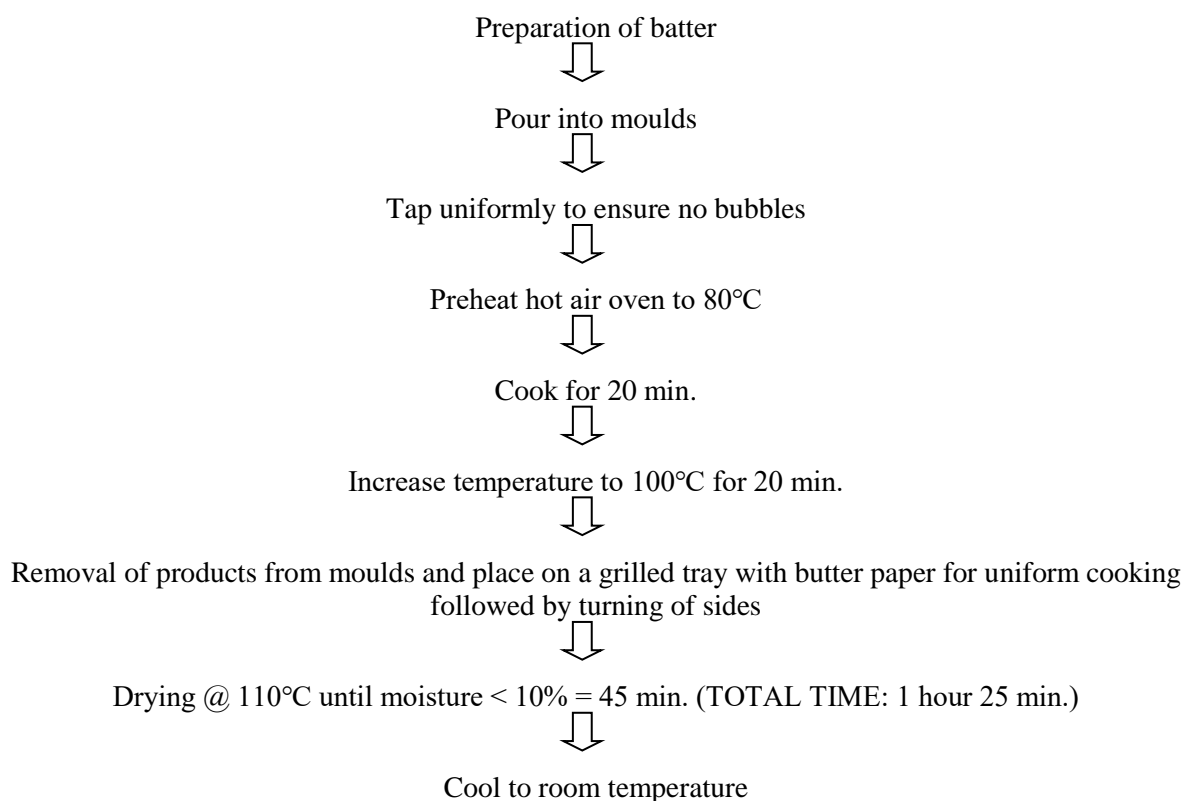 Preparation of batter
Pour into moulds
Tap uniformly to ensure no bubbles
Preheat hot air oven to 80°C
Cook for 20 min.
Increase temperature to 100°C for 20 min.
Removal of products from moulds and place on a grilled tray with butter paper for uniform cooking
followed by turning of sides
Drying @ 110°C until moisture < 10% = 45 min. (TOTAL TIME: 1 hour 25 min.)
Cool to room temperature